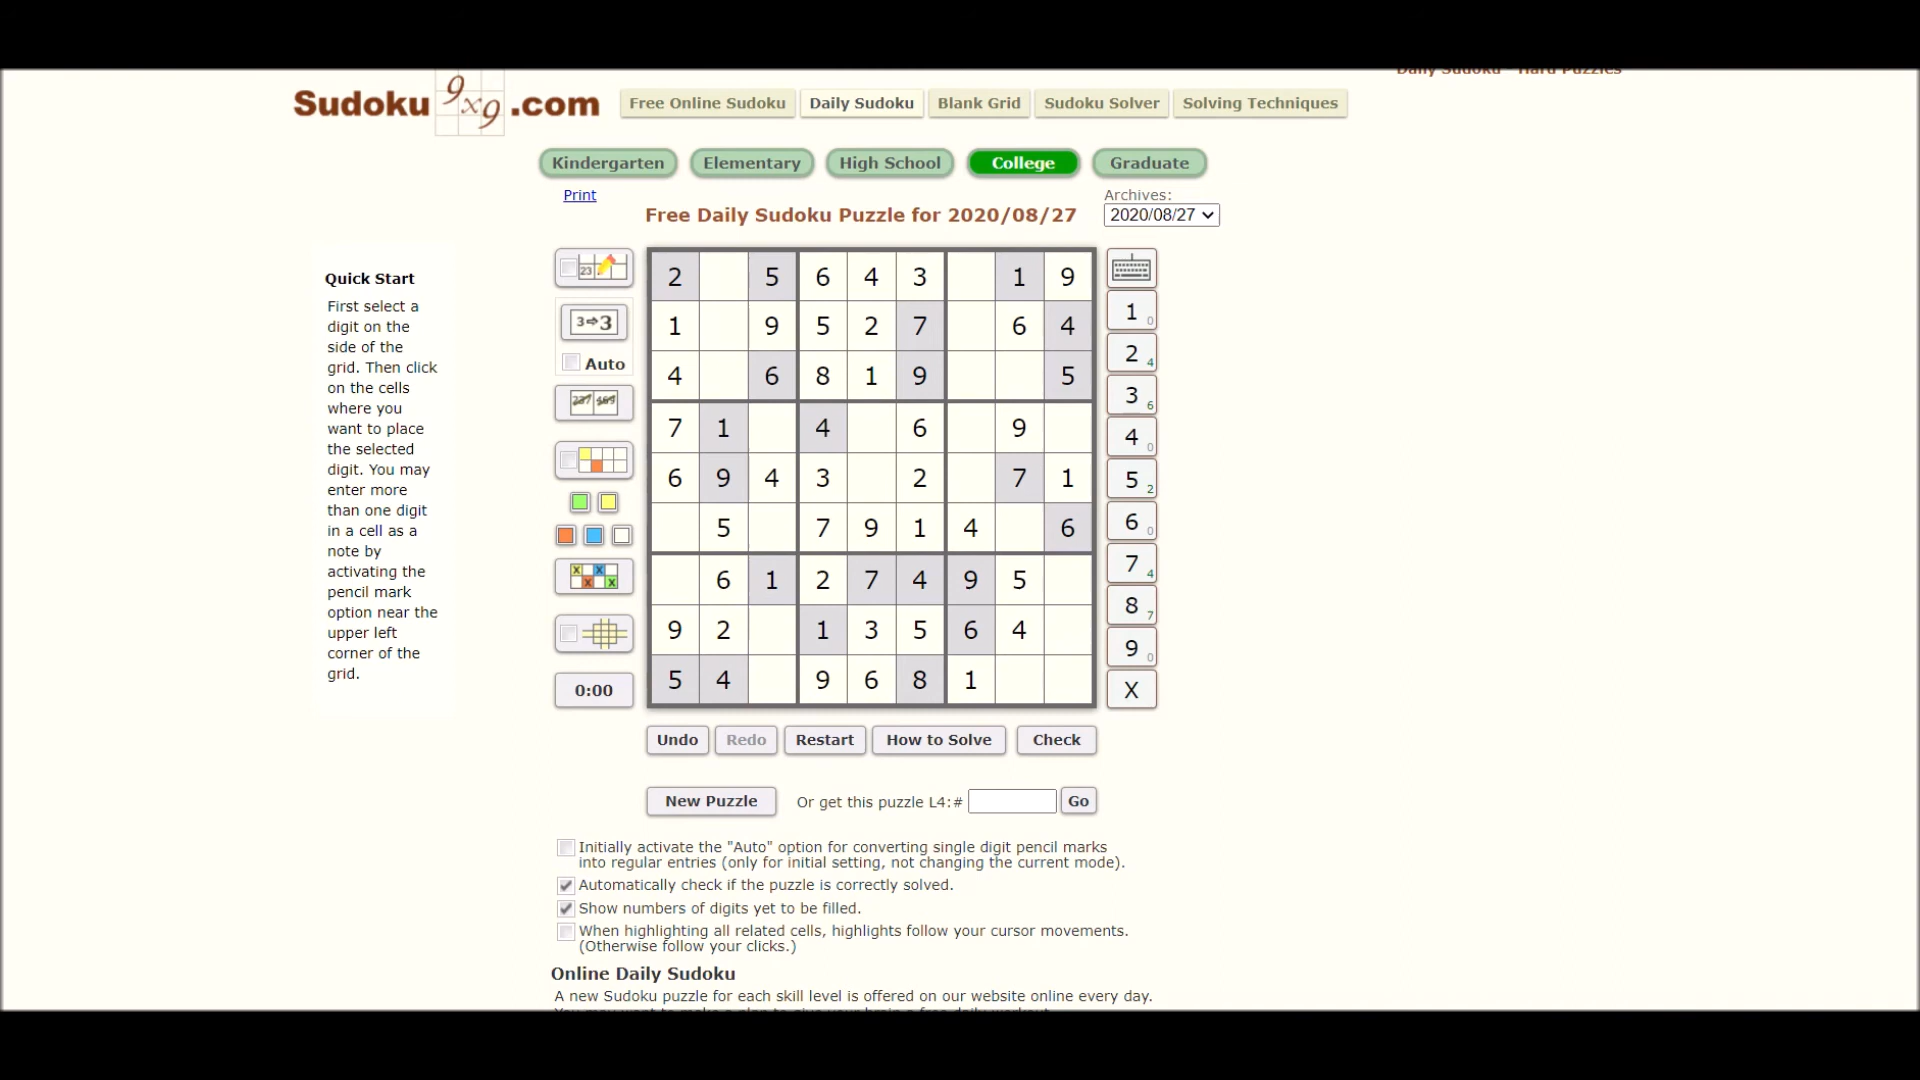 Daily Sudoku - Hard Puzzles
Sudoku 9x9 .com
Free Online Sudoku Daily Sudoku Blank Grid Sudoku Solver Solving Techniques
Kindergarten Elementary High School College Graduate
Print
Archives:
Free Daily Sudoku Puzzle for 2020/08/27
2020/08/27
Quick Start
First select a
digit on the
side of the
grid. Then click
on the cells
where you
want to place
the selected
digit. You may
enter more
than one digit
in a cell as a
note by
activating the
pencil mark
option near the
upper left
corner of the
grid.
23
3⇨3
Auto
237 469
X X
X X
0:00
2 5 6 4 3 1 9
1 9 5 2 7 6 4
4 6 8 1 9 5
7 1 4 6 9
6 9 4 3 2 7 1
5 7 9 1 4 6
6 1 2 7 4 9 5
9 2 1 3 5 6 4
5 4 9 6 8 1
1 0
2 4
3 6
4 0
5 2
6 0
7 4
8 7
9 0
X
Undo Redo Restart How to Solve Check
New Puzzle Or get this puzzle L4:# Go
Initially activate the "Auto" option for converting single digit pencil marks
into regular entries (only for initial setting, not changing the current mode).
Automatically check if the puzzle is correctly solved.
Show numbers of digits yet to be filled.
When highlighting all related cells, highlights follow your cursor movements.
(Otherwise follow your clicks.)
Online Daily Sudoku
A new Sudoku puzzle for each skill level is offered on our website online every day.